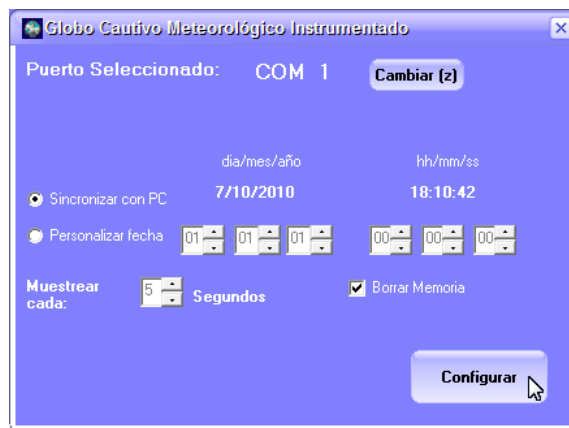 Globo Cautivo Meteorológico Instrumentado
Puerto Seleccionado: COM 1 Cambiar (z)
dia/mes/año hh/mm/ss
Sincronizar con PC 7/10/2010 18:10:42
Personalizar fecha 01 01 01 00 00 00
Muestrear cada: 5 Segundos Borrar Memoria
Configurar